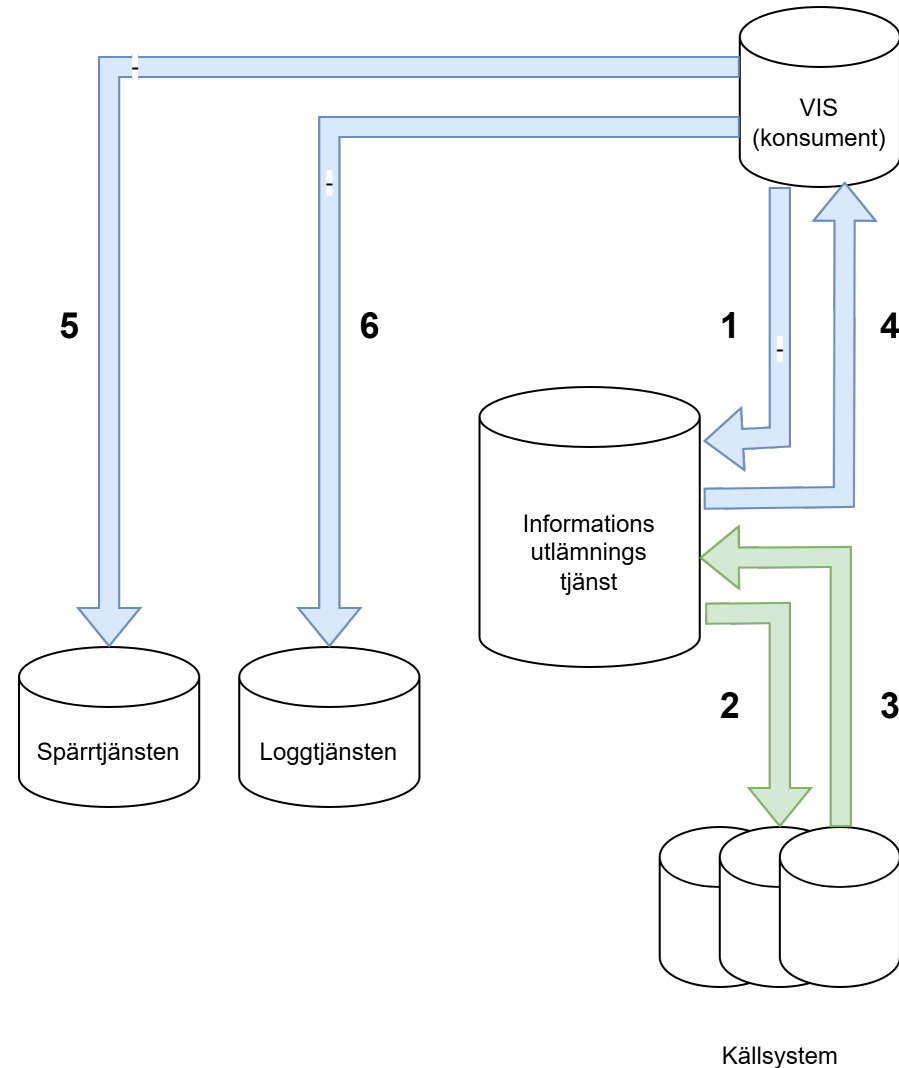 VIS
(konsument)
5
6
1
4
Informations
utlämnings
tjänst
2
3
Spärrtjänsten
Loggtjänsten
Källsystem